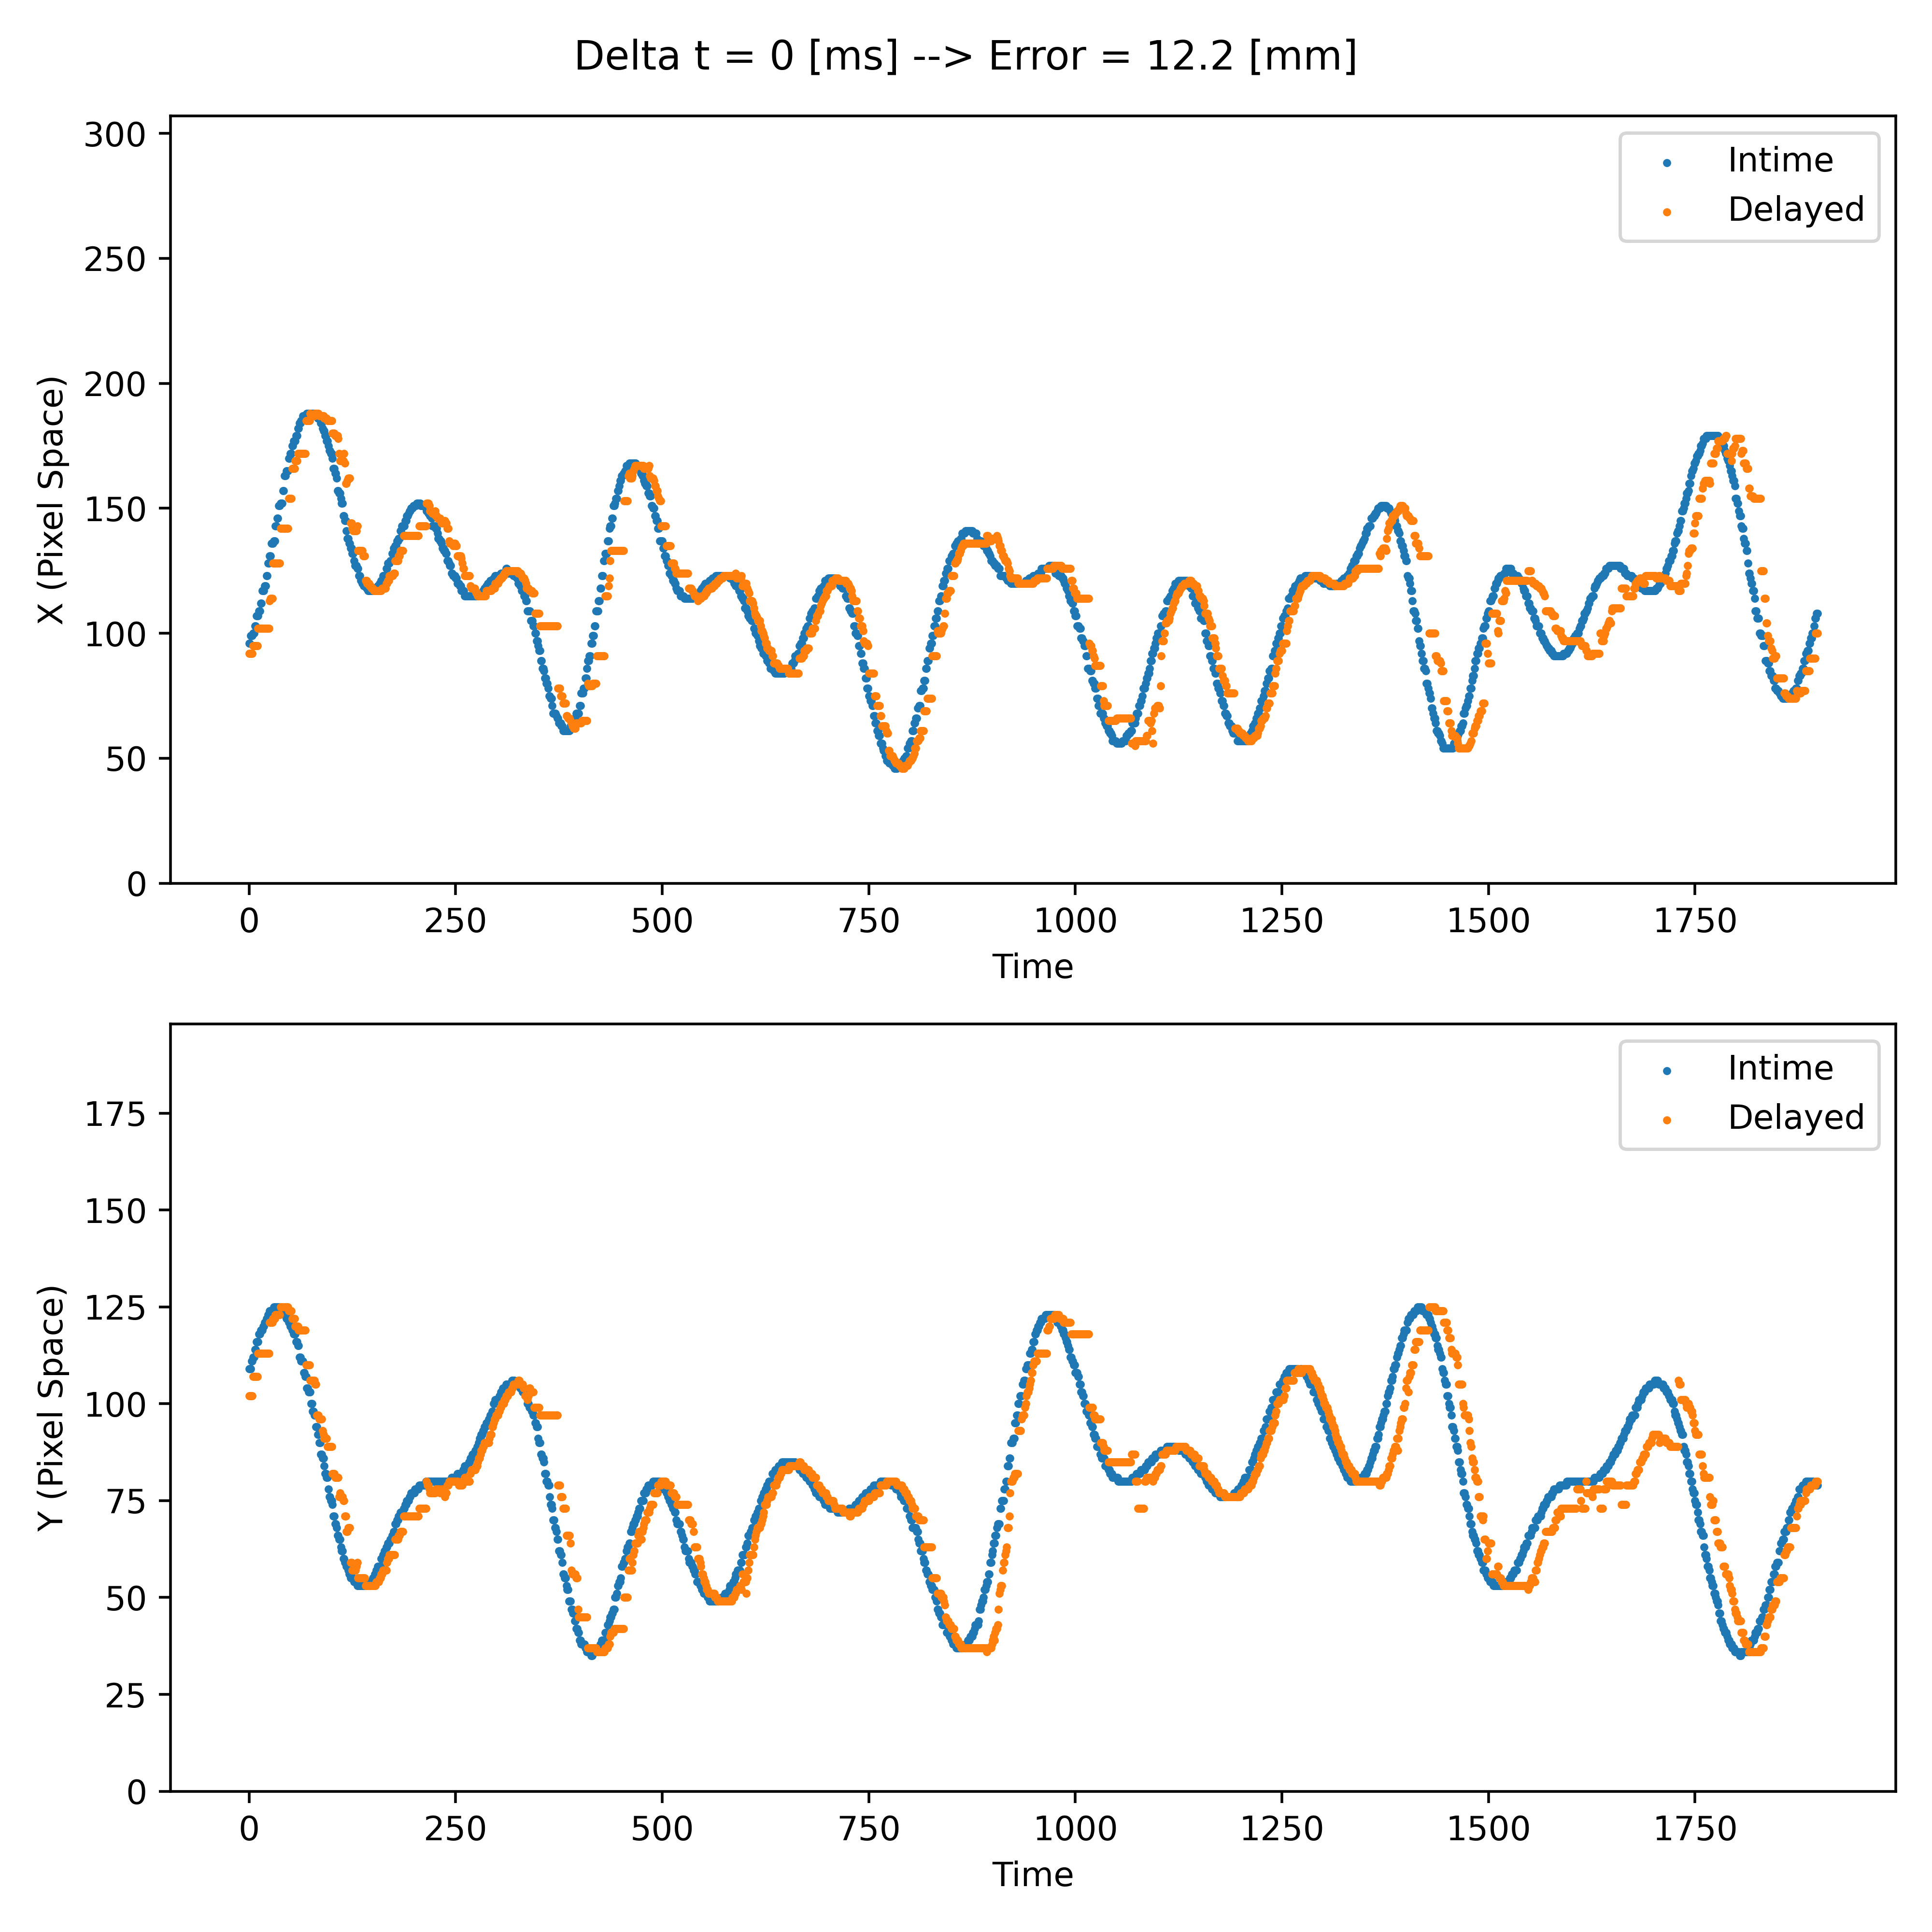 Delta t = 0 [ms] --> Error = 12.2 [mm]
300
250
200
150
100
50
0
X (Pixel Space)
Intime
Delayed
0 250 500 750 1000 1250 1500 1750
Time
175
150
125
100
75
50
25
0
Y (Pixel Space)
Intime
Delayed
0 250 500 750 1000 1250 1500 1750
Time